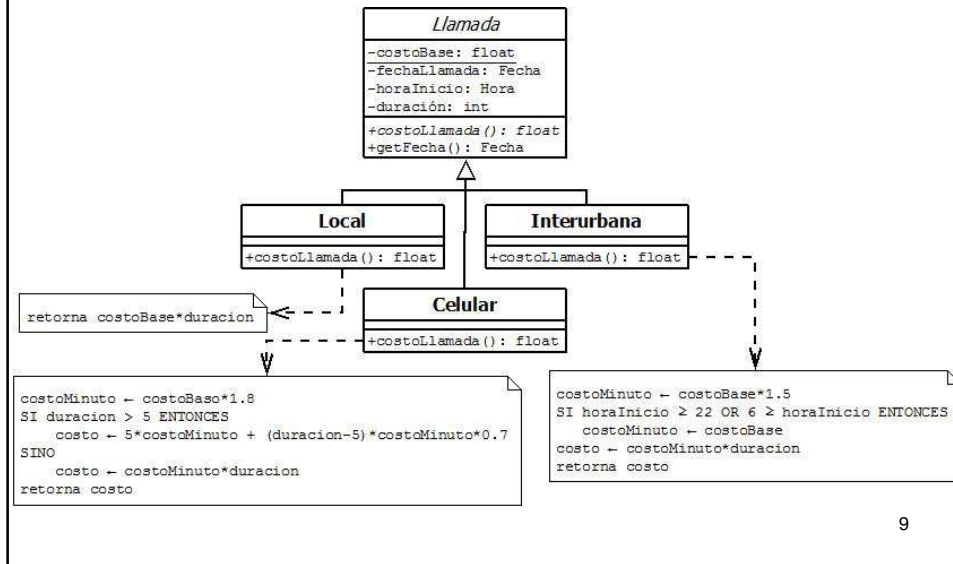 Llamada
-costoBase: float
-fechaLlamada: Fecha
-horaInicio: Hora
-duración: int
+costoLlamada(): float
+getFecha(): Fecha
Local
+costoLlamada(): float
Interurbana
+costoLlamada(): float
Celular
+costoLlamada(): float
retorna costoBase*duracion
costoMinuto ← costoBaso*1.8
SI duracion > 5 ENTONCES
costo ← 5*costoMinuto + (duracion-5)*costoMinuto*0.7
SINO
costo ← costoMinuto*duracion
retorna costo
costoMinuto ← costoBase*1.5
SI horaInicio ≥ 22 OR 6 ≥ horaInicio ENTONCES
costoMinuto ← costoBase
costo ← costoMinuto*duracion
retorna costo
9